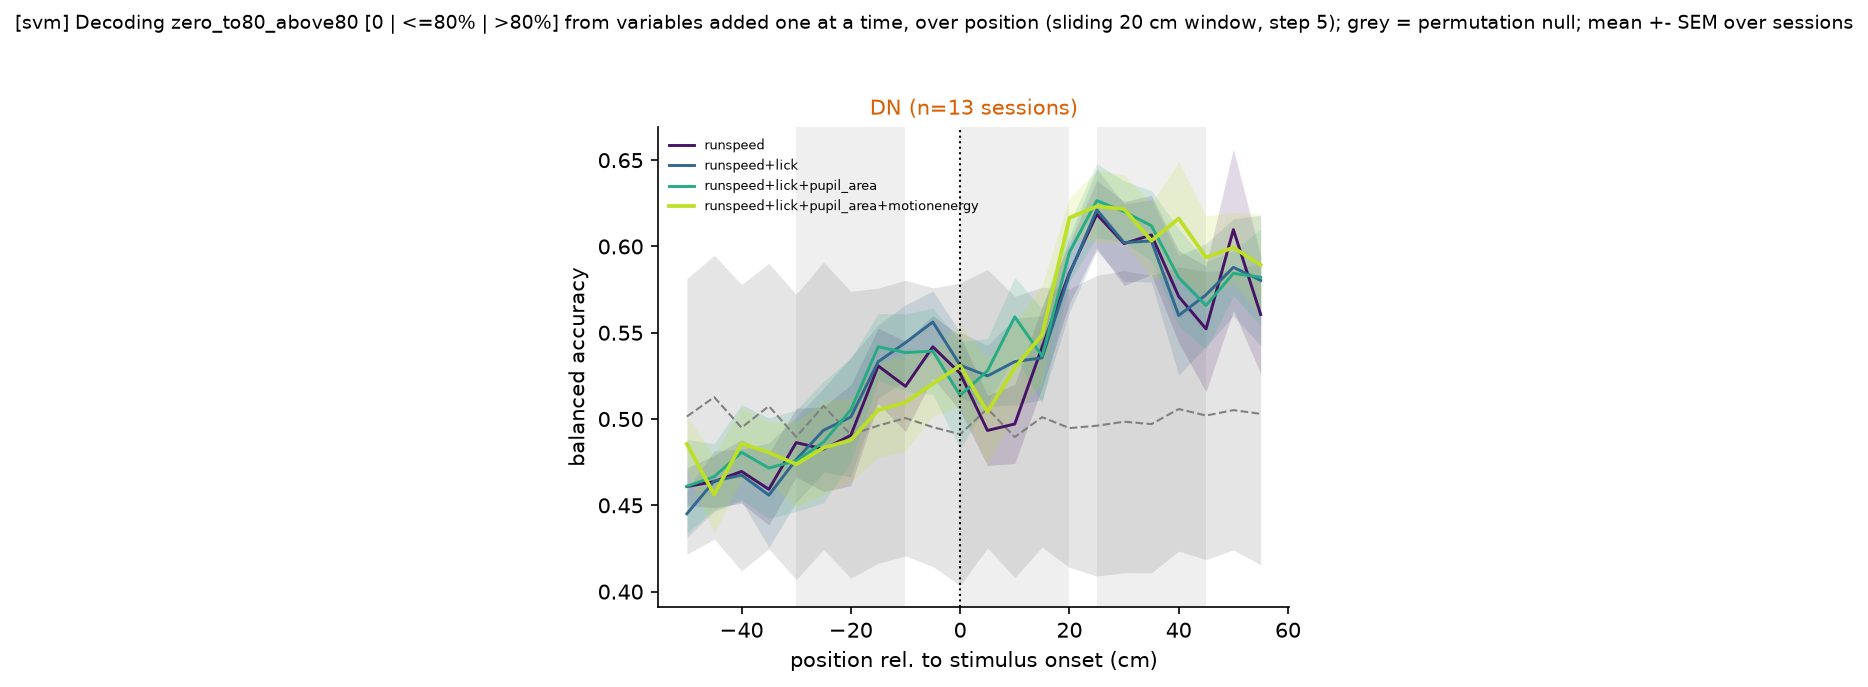 [svm] Decoding zero_to80_above80 [0 | <=80% | >80%] from variables added one at a time, over position (sliding 20 cm window, step 5); grey = permutation null; mean +- SEM over sessions
DN (n=13 sessions)
runspeed
runspeed+lick
runspeed+lick+pupil_area
runspeed+lick+pupil_area+motionenergy
balanced accuracy
0.65
0.60
0.55
0.50
0.45
0.40
−40
−20
0
20
40
60
position rel. to stimulus onset (cm)